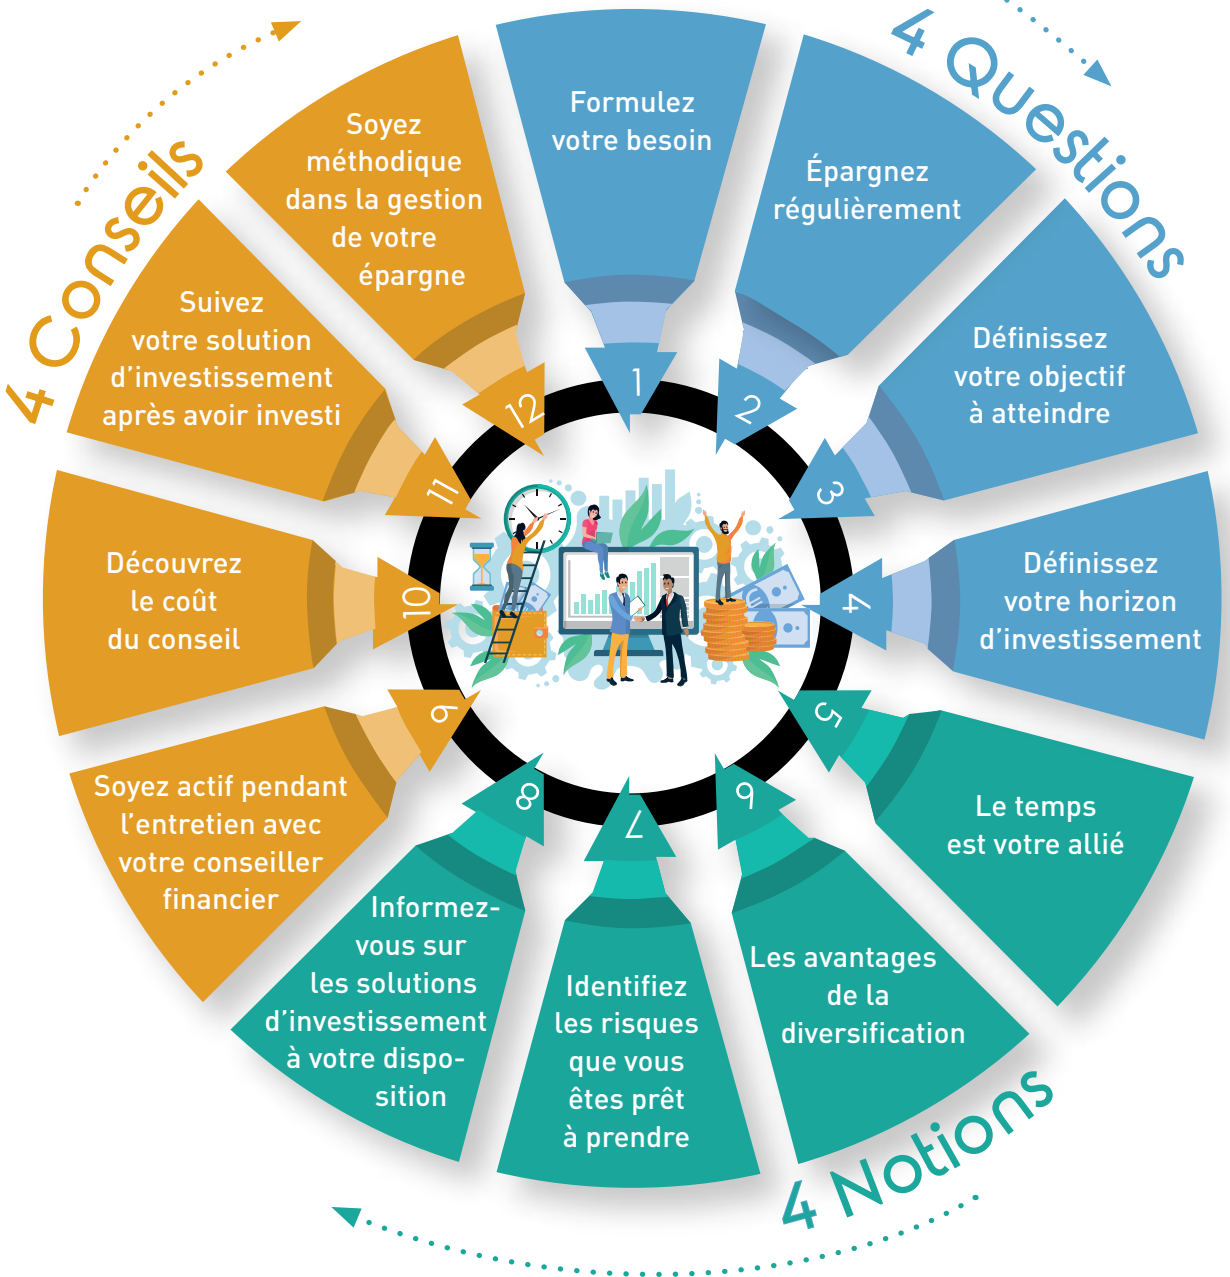 4 Questions
1
Formulez
votre besoin
2
Épargnez
régulièrement
3
Définissez
votre objectif
à atteindre
4
Définissez
votre horizon
d’investissement
4 Notions
5
Le temps
est votre allié
6
Les avantages
de la
diversification
7
Identifiez
les risques
que vous
êtes prêt
à prendre
8
Informez-
vous sur
les solutions
d’investissement
à votre dispo-
sition
4 Conseils
9
Soyez actif pendant
l’entretien avec
votre conseiller
financier
10
Découvrez
le coût
du conseil
11
Suivez
votre solution
d’investissement
après avoir investi
12
Soyez
méthodique
dans la gestion
de votre
épargne